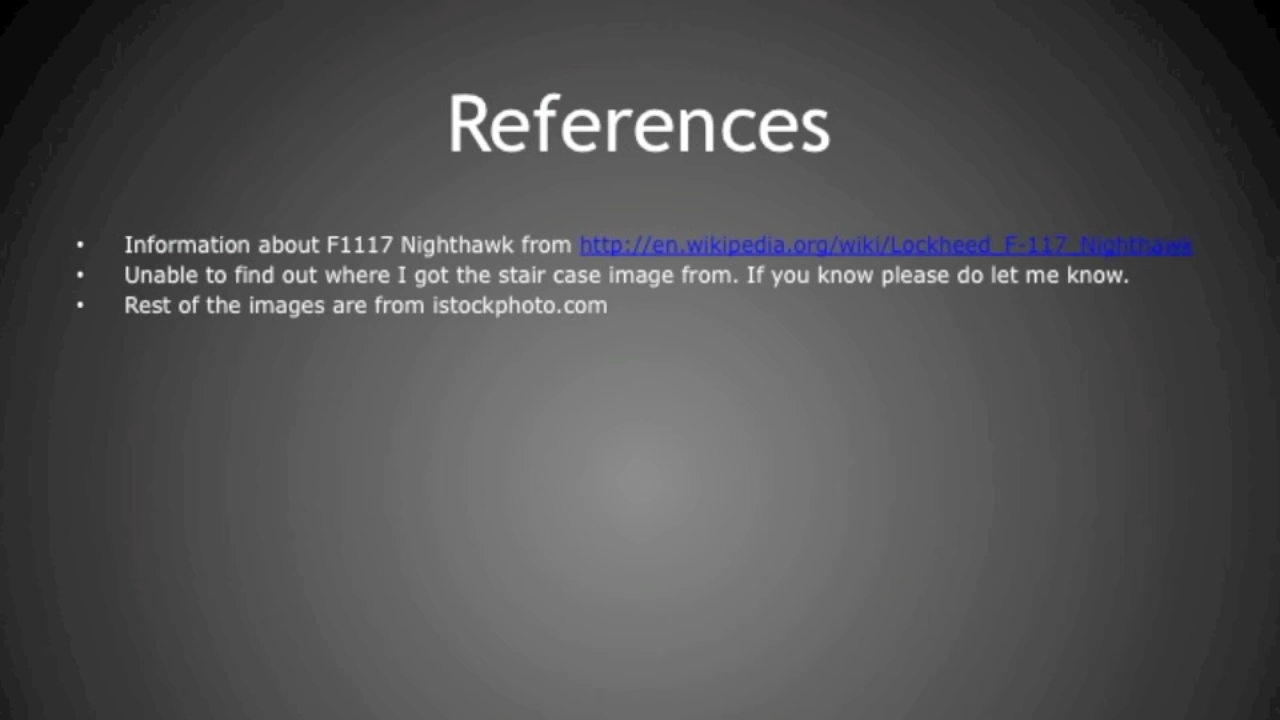 References
• Information about F1117 Nighthawk from http://en.wikipedia.org/wiki/Lockheed_F-117_Nighthawk
• Unable to find out where I got the stair case image from. If you know please do let me know.
• Rest of the images are from istockphoto.com